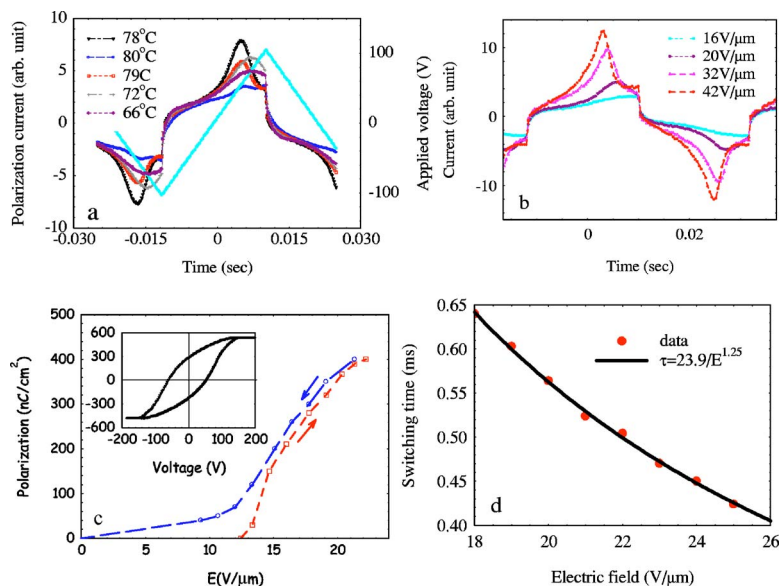 Polarization current (arb. unit)
10
5
0
-5
-10
78°C
80°C
79C
72°C
66°C
a
100
0
-100
Applied voltage (V)
-0.030
-0.015
0
0.015
0.030
Time (sec)
Current (arb. unit)
10
0
-10
16V/μm
20V/μm
32V/μm
42V/μm
b
0
0.02
Time (sec)
Polarization (nC/cm²)
500
400
300
200
100
0
600
300
0
-300
-600
-200
-100
0
100
200
Voltage (V)
c
0
5
10
15
20
E(V/μm)
Switching time (ms)
0.65
0.60
0.55
0.50
0.45
0.40
data
τ=23.9/E^1.25
d
18
20
22
24
26
Electric field (V/μm)